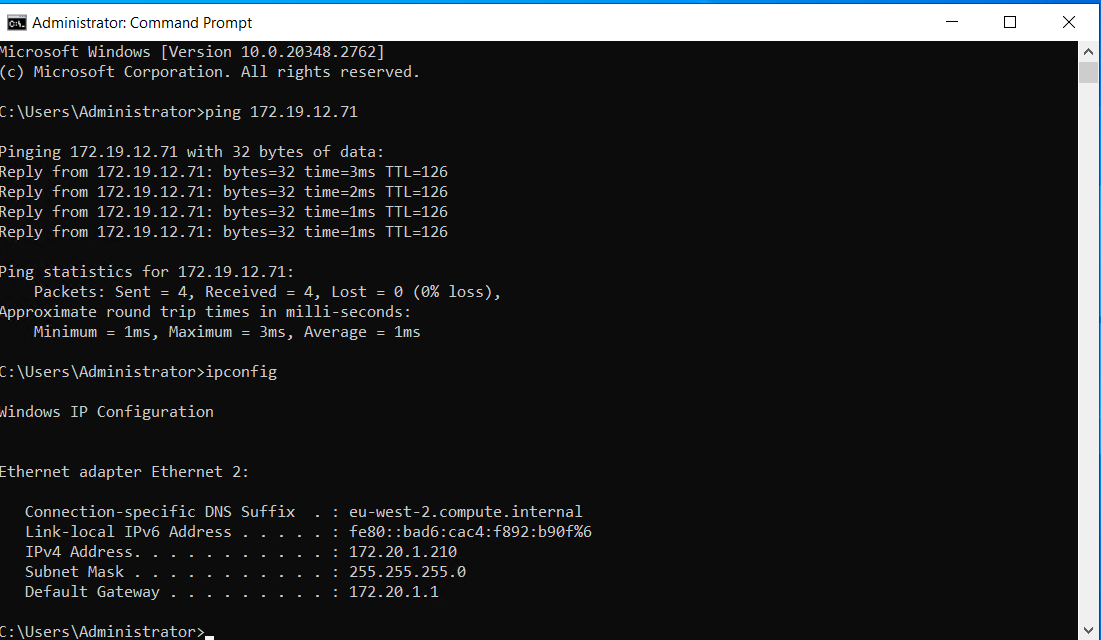 Administrator: Command Prompt
Microsoft Windows [Version 10.0.20348.2762]
(c) Microsoft Corporation. All rights reserved.
C:\Users\Administrator>ping 172.19.12.71
Pinging 172.19.12.71 with 32 bytes of data:
Reply from 172.19.12.71: bytes=32 time=3ms TTL=126
Reply from 172.19.12.71: bytes=32 time=2ms TTL=126
Reply from 172.19.12.71: bytes=32 time=1ms TTL=126
Reply from 172.19.12.71: bytes=32 time=1ms TTL=126
Ping statistics for 172.19.12.71:
    Packets: Sent = 4, Received = 4, Lost = 0 (0% loss),
Approximate round trip times in milli-seconds:
    Minimum = 1ms, Maximum = 3ms, Average = 1ms
C:\Users\Administrator>ipconfig
Windows IP Configuration
Ethernet adapter Ethernet 2:
   Connection-specific DNS Suffix  . : eu-west-2.compute.internal
   Link-local IPv6 Address . . . . . : fe80::bad6:cac4:f892:b90f%6
   IPv4 Address. . . . . . . . . . . : 172.20.1.210
   Subnet Mask . . . . . . . . . . . : 255.255.255.0
   Default Gateway . . . . . . . . . : 172.20.1.1
C:\Users\Administrator>